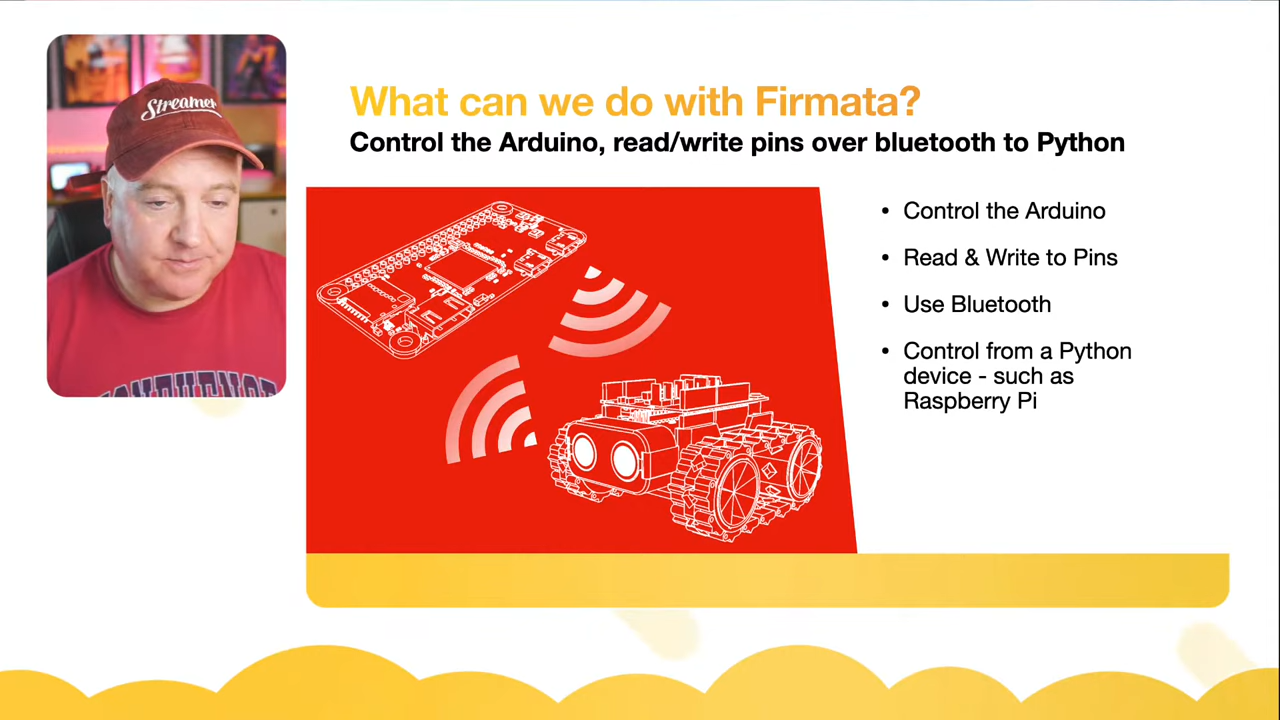 Streamer
What can we do with Firmata?
Control the Arduino, read/write pins over bluetooth to Python
• Control the Arduino
• Read & Write to Pins
• Use Bluetooth
• Control from a Python
device - such as
Raspberry Pi